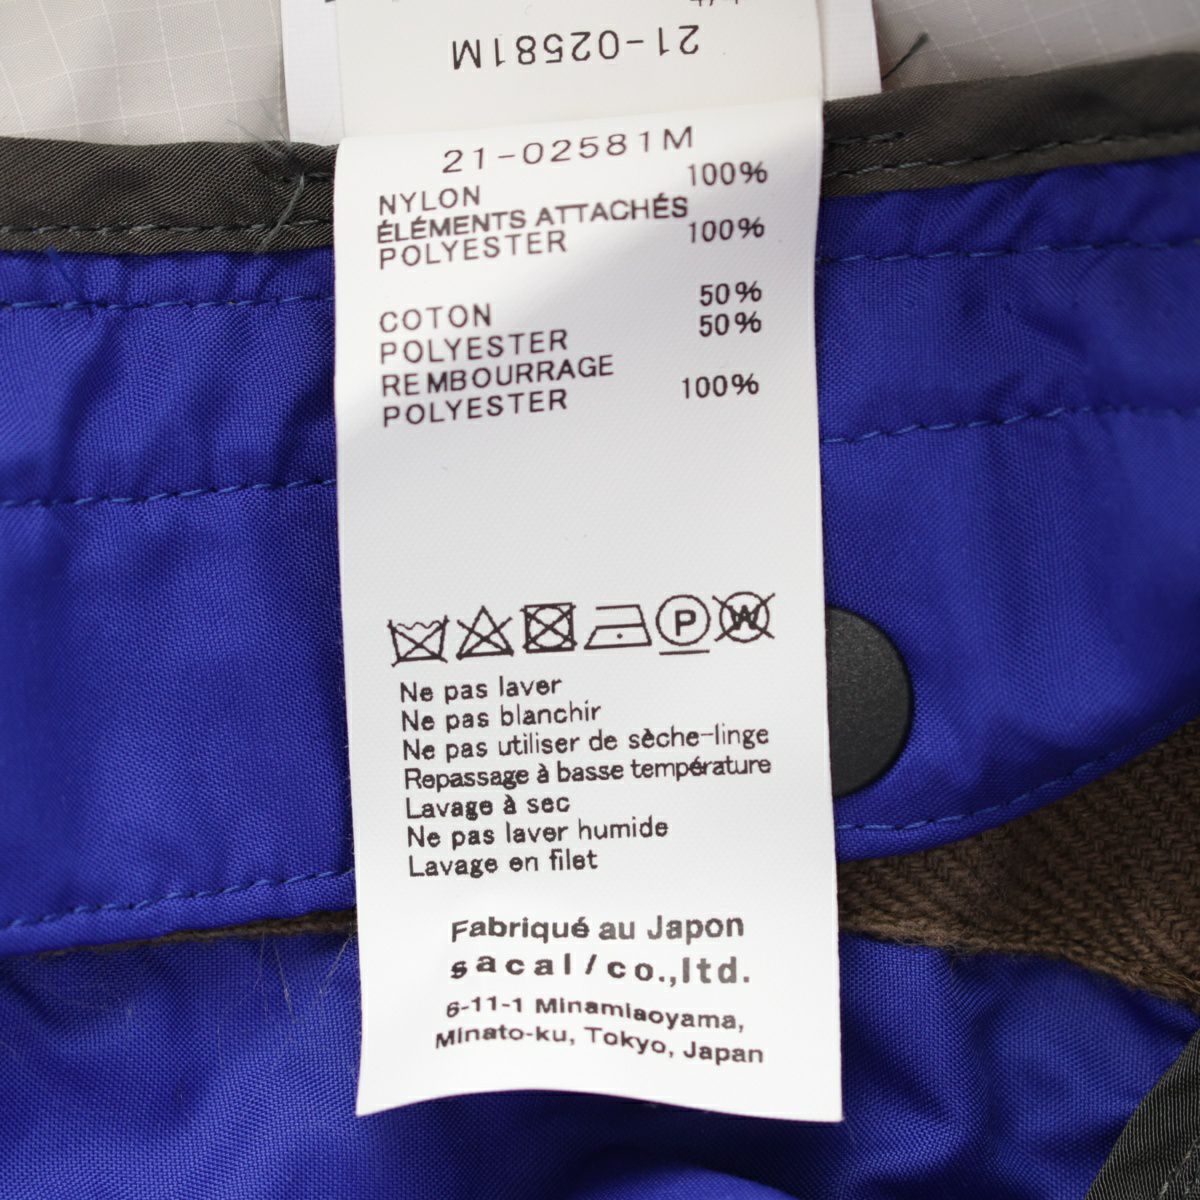 21-02581M
21-02581M
NYLON 100%
ÉLÉMENTS ATTACHÉS
POLYESTER 100%
COTON 50%
POLYESTER 50%
REMBOURRAGE
POLYESTER 100%
P W
Ne pas laver
Ne pas blanchir
Ne pas utiliser de sèche-linge
Repassage à basse température
Lavage à sec
Ne pas laver humide
Lavage en filet
Fabriqué au Japon
sacai/co.,ltd.
6-11-1 Minamiaoyama,
Minato-ku, Tokyo, Japan